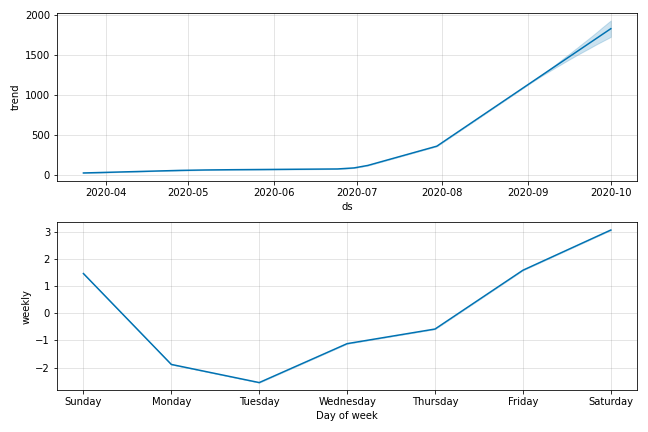 2000
1500
1000
500
0
trend
2020-04 2020-05 2020-06 2020-07 2020-08 2020-09 2020-10
ds
3
2
1
0
−1
−2
weekly
Sunday Monday Tuesday Wednesday Thursday Friday Saturday
Day of week